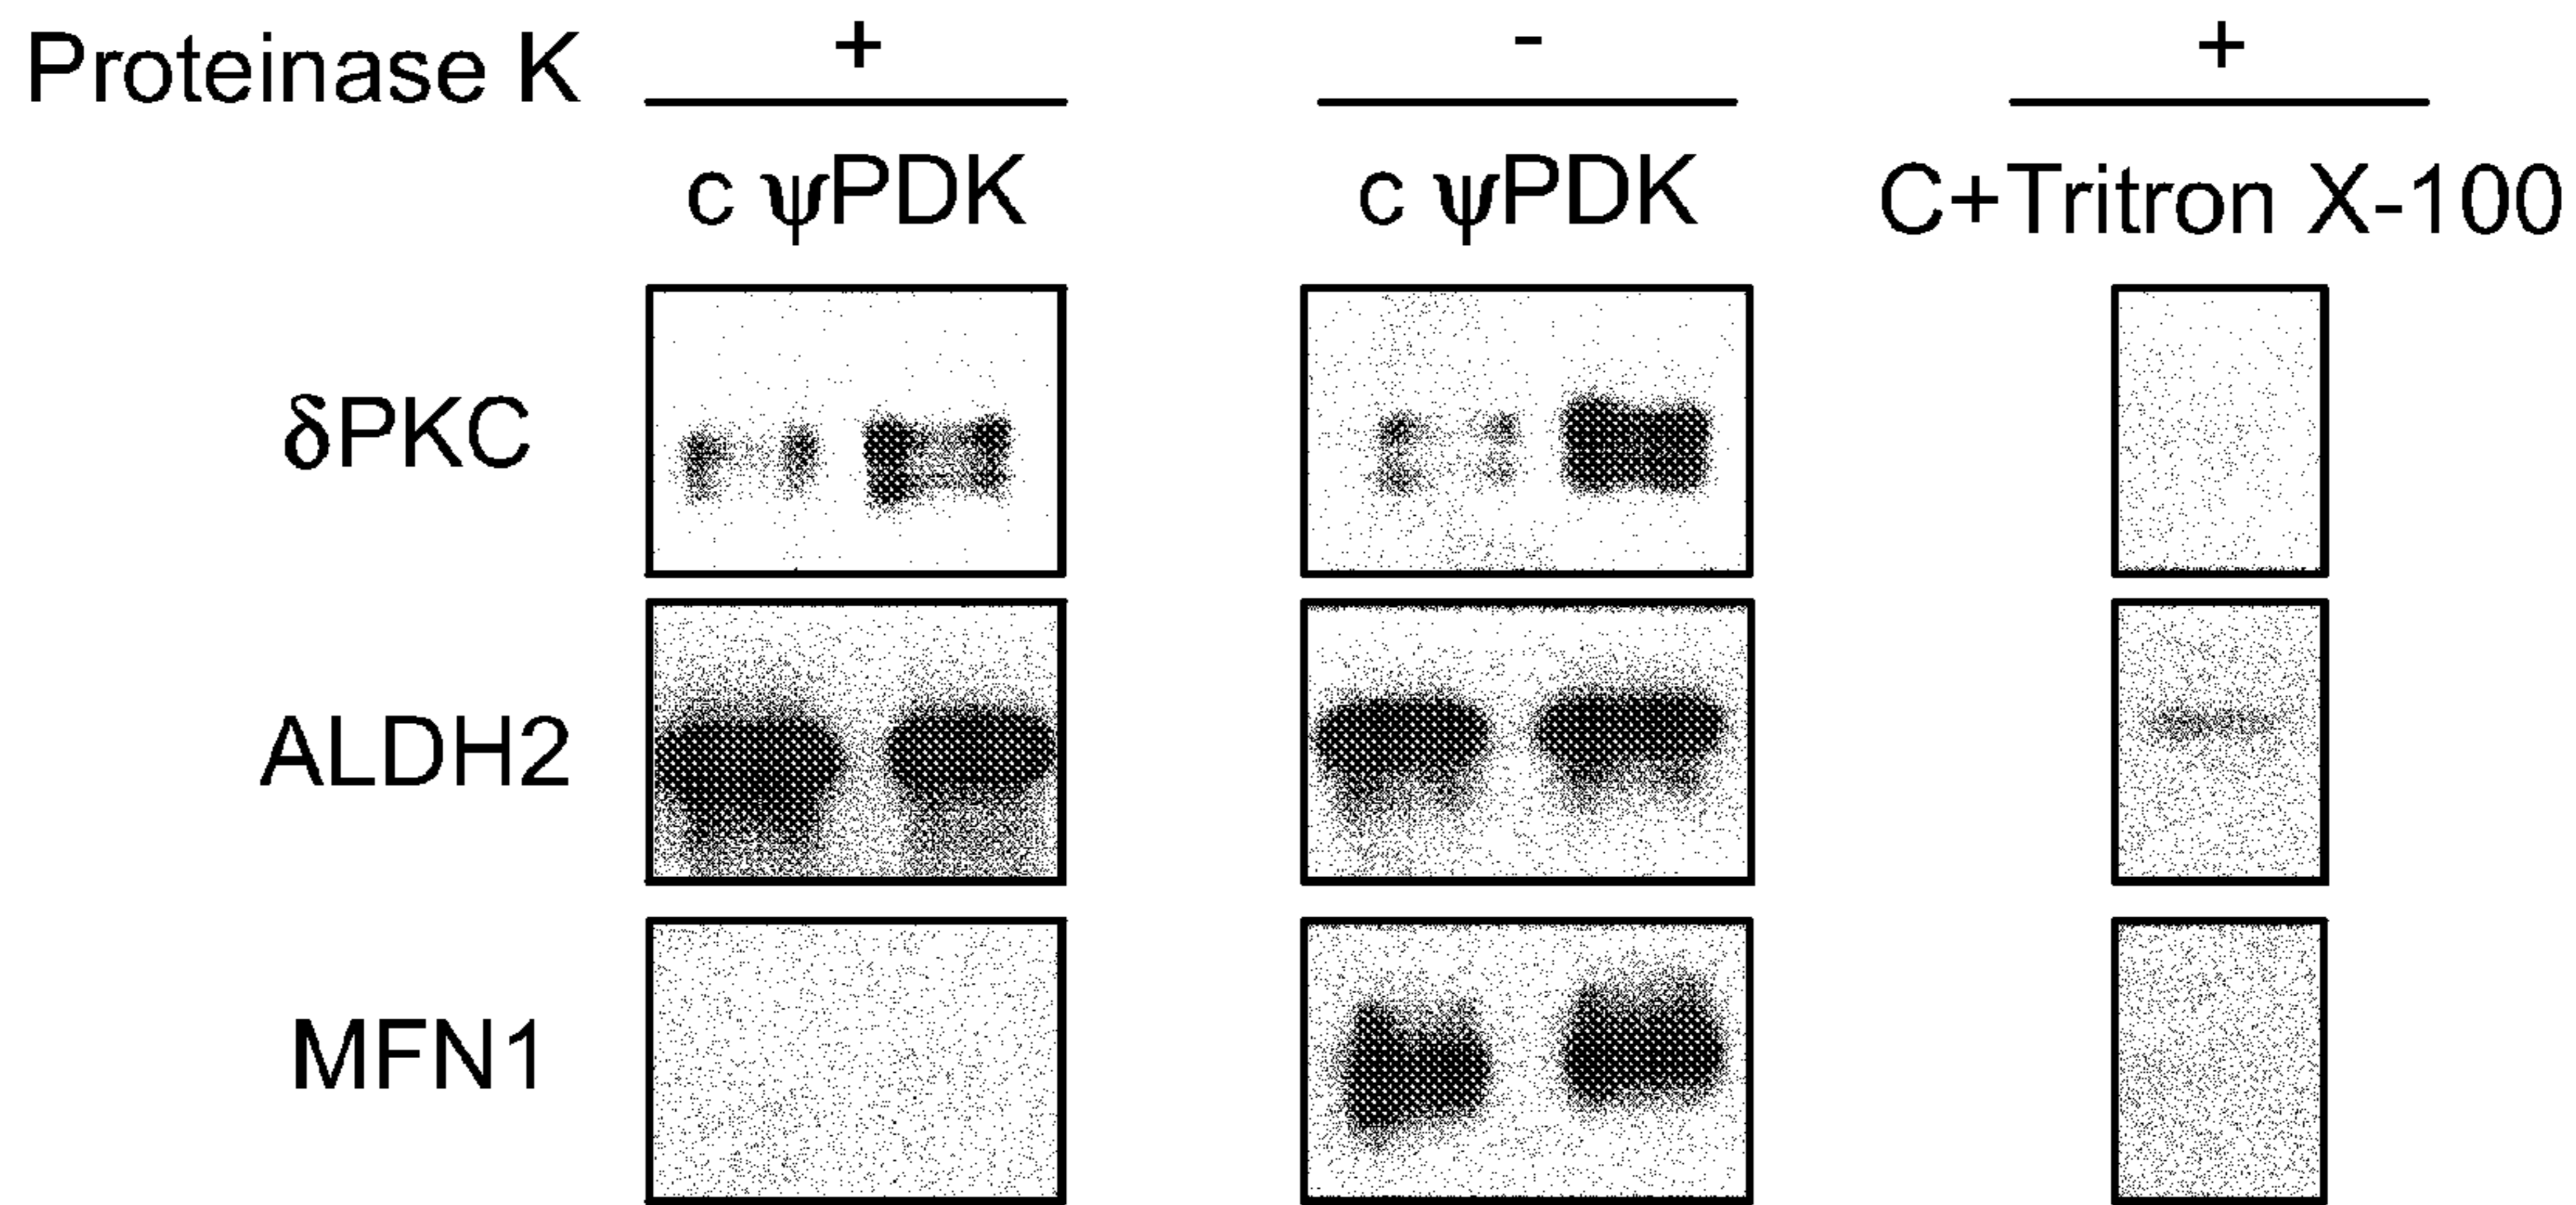 Proteinase K + - +
c ψPDK c ψPDK C+Tritron X-100
δPKC
ALDH2
MFN1